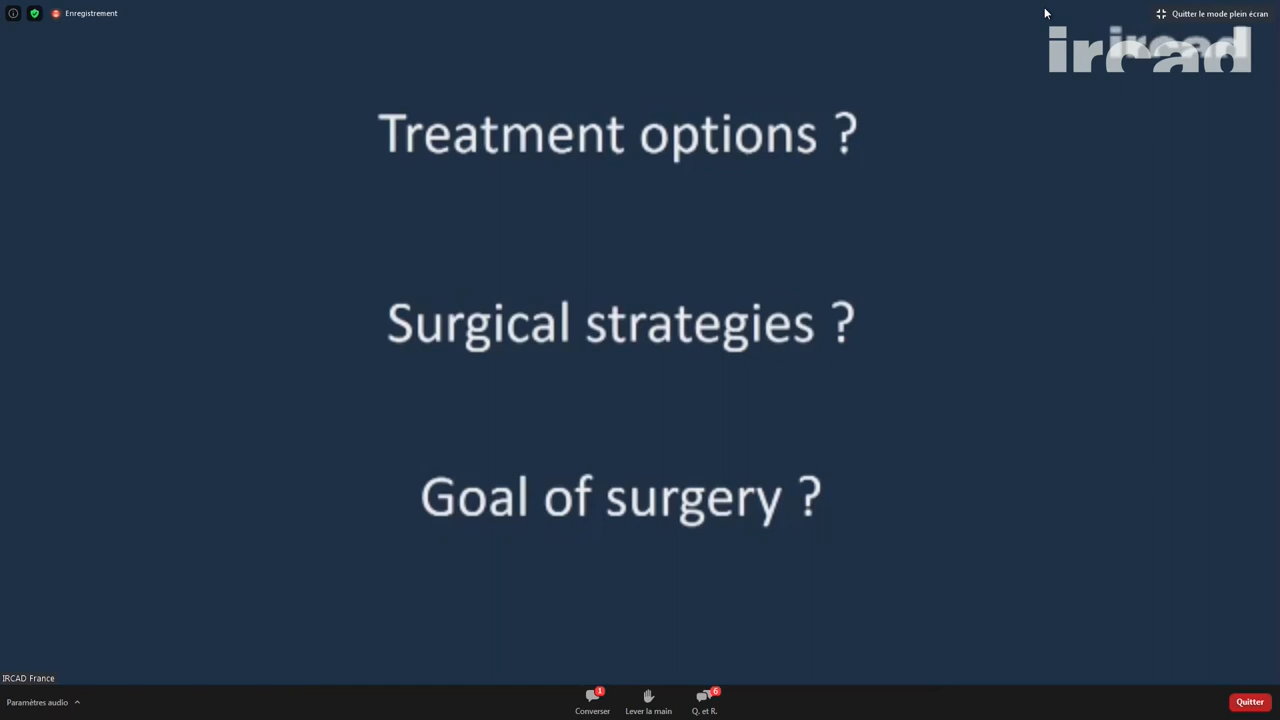 Enregistrement
Quitter le mode plein écran
ircad
ircad
Treatment options ?
Surgical strategies ?
Goal of surgery ?
IRCAD France
Paramètres audio
1
6
Converser
Lever la main
Q. et R.
Quitter